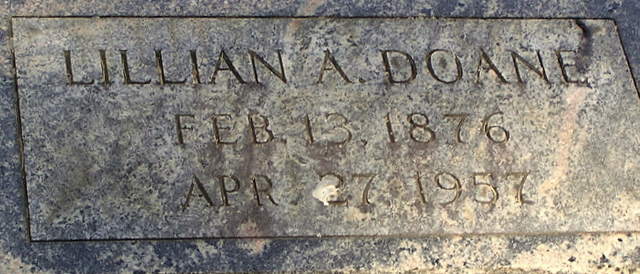 LILLIAN A. DOANE
FEB. 13, 1876
APR. 27, 1957